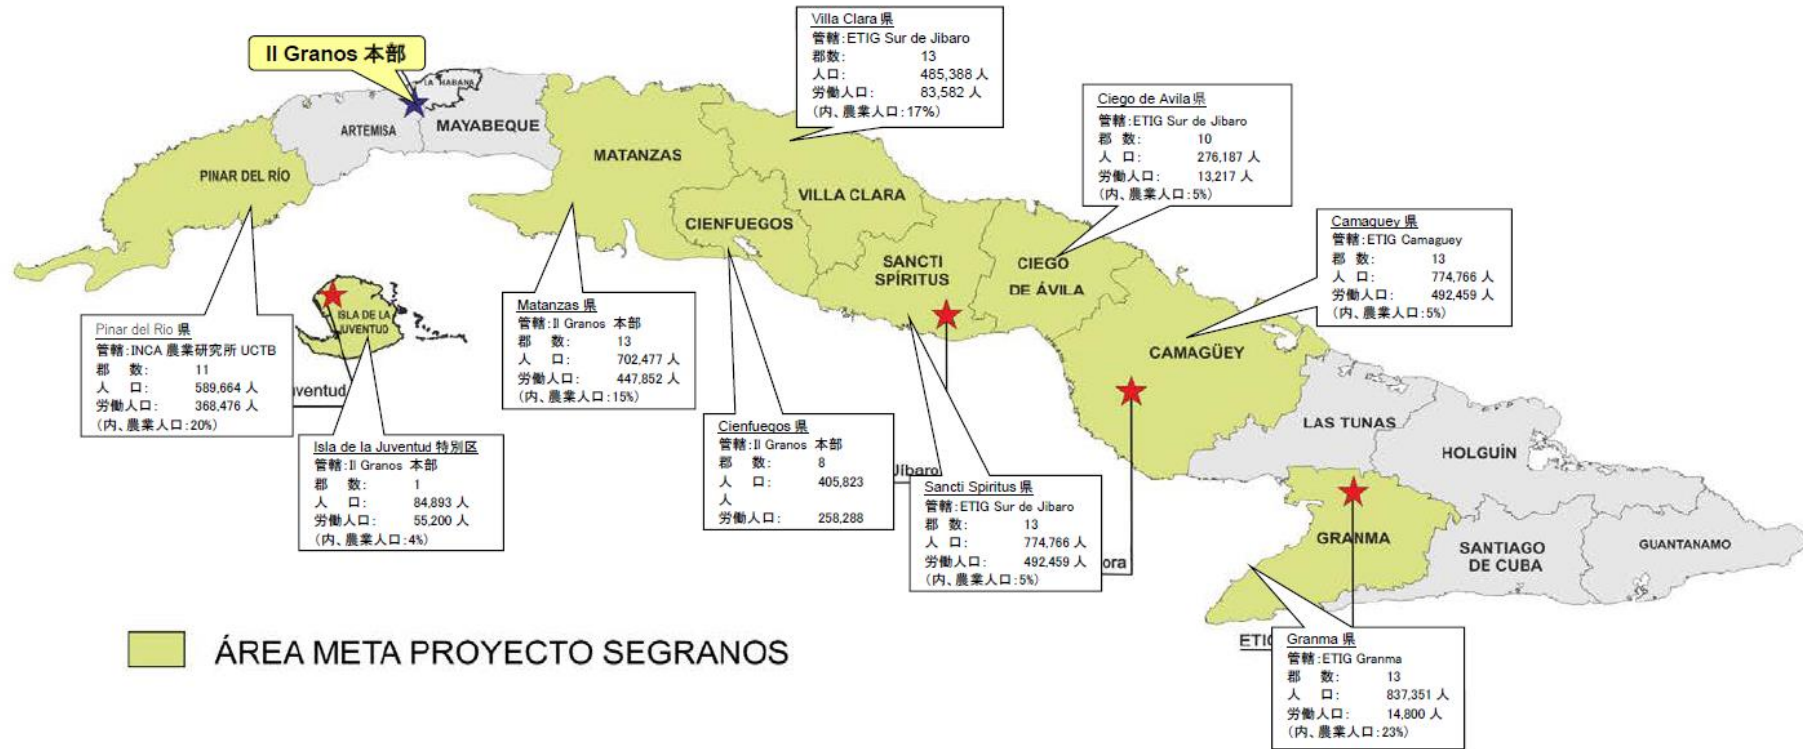 II Granos 本部
LA HABANA
ARTEMISA
MAYABEQUE
PINAR DEL RÍO
MATANZAS
VILLA CLARA
CIENFUEGOS
SANCTI
SPÍRITUS
CIEGO
DE ÁVILA
CAMAGÜEY
LAS TUNAS
HOLGUÍN
GRANMA
SANTIAGO
DE CUBA
GUANTANAMO
ISLA DE LA
JUVENTUD
Villa Clara 県
管轄:ETIG Sur de Jibaro
郡数: 13
人口: 485,388 人
労働人口: 83,582 人
(内、農業人口:17%)
Ciego de Avila 県
管轄:ETIG Sur de Jibaro
郡 数: 10
人 口: 276,187 人
労働人口: 13,217 人
(内、農業人口:5%)
Camaguey 県
管轄:ETIG Camaguey
郡 数: 13
人 口: 774,766 人
労働人口: 492,459 人
(内、農業人口:5%)
Pinar del Rio 県
管轄:INCA 農業研究所 UCTB
郡 数: 11
人 口: 589,664 人
労働人口: 368,476 人
(内、農業人口:20%)
uventud
Isla de la Juventud 特別区
管轄:II Granos 本部
郡 数: 1
人 口: 84,893 人
労働人口: 55,200 人
(内、農業人口:4%)
Matanzas 県
管轄:II Granos 本部
郡 数: 13
人 口: 702,477 人
労働人口: 447,852 人
(内、農業人口:15%)
Cienfuegos 県
管轄:II Granos 本部
郡 数: 8
人 口: 405,823
人
労働人口: 258,288
Jíbaro
Sancti Spiritus 県
管轄:ETIG Sur de Jibaro
郡 数: 13
人 口: 774,766 人
労働人口: 492,459 人
(内、農業人口:5%)
ora
ETIG
Granma 県
管轄:ETIG Granma
郡 数: 13
人 口: 837,351 人
労働人口: 14,800 人
(内、農業人口:23%)
ÁREA META PROYECTO SEGRANOS